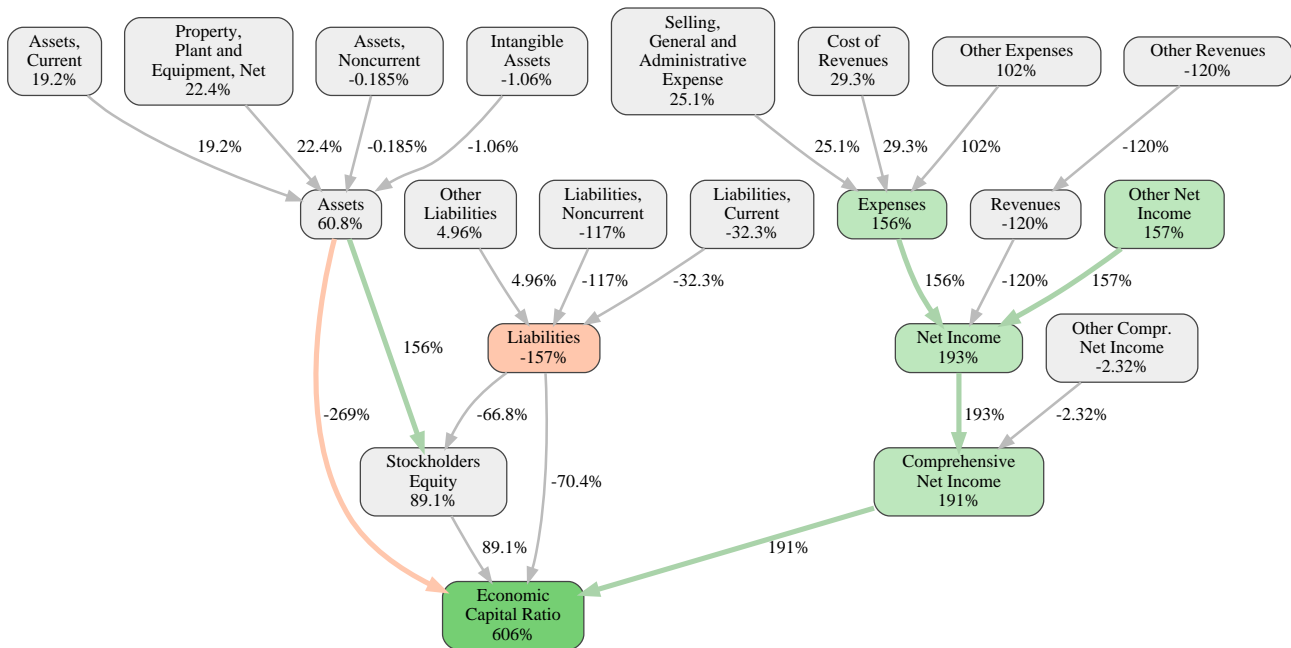 Assets,
Current
19.2%
Property,
Plant and
Equipment, Net
22.4%
Assets,
Noncurrent
-0.185%
Intangible
Assets
-1.06%
Selling,
General and
Administrative
Expense
25.1%
Cost of
Revenues
29.3%
Other Expenses
102%
Other Revenues
-120%
19.2%
22.4%
-0.185%
-1.06%
25.1%
29.3%
102%
-120%
Assets
60.8%
Other
Liabilities
4.96%
Liabilities,
Noncurrent
-117%
Liabilities,
Current
-32.3%
Expenses
156%
Revenues
-120%
Other Net
Income
157%
4.96%
-117%
-32.3%
156%
-120%
157%
Liabilities
-157%
Net Income
193%
Other Compr.
Net Income
-2.32%
156%
-269%
-66.8%
-70.4%
193%
-2.32%
Stockholders
Equity
89.1%
Comprehensive
Net Income
191%
89.1%
191%
Economic
Capital Ratio
606%